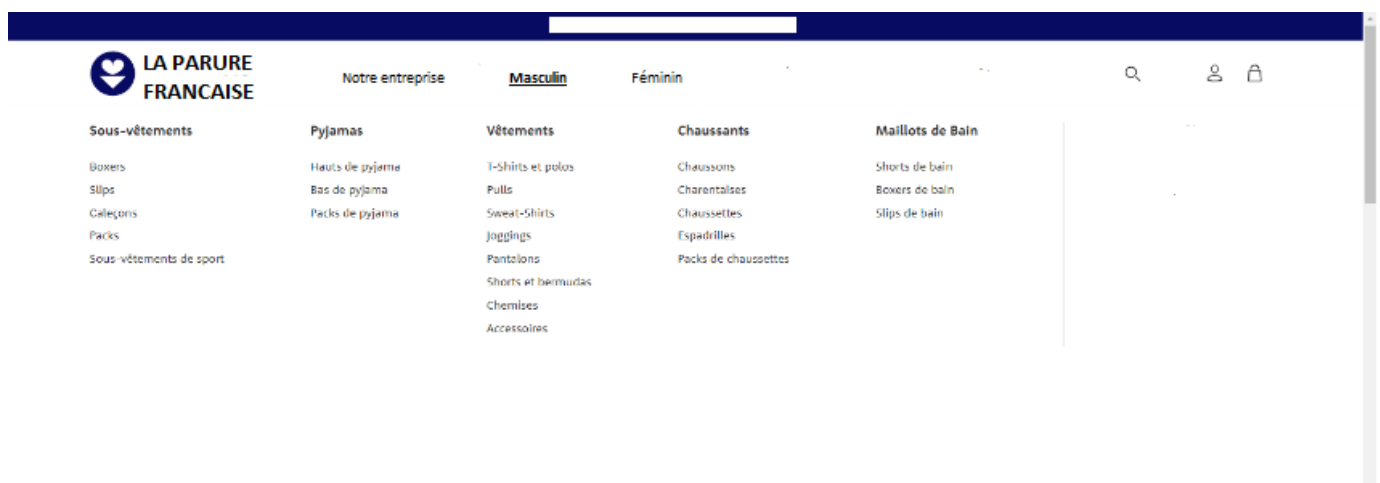 LA PARURE
FRANCAISE
Notre entreprise
Masculin
Féminin
Sous-vêtements
Boxers
Slips
Caleçons
Packs
Sous-vêtements de sport
Pyjamas
Hauts de pyjama
Bas de pyjama
Packs de pyjama
Vêtements
T-Shirts et polos
Pulls
Sweat-Shirts
Joggings
Pantalons
Shorts et bermudas
Chemises
Accessoires
Chaussants
Chaussons
Charentaises
Chaussettes
Espadrilles
Packs de chaussettes
Maillots de Bain
Shorts de bain
Boxers de bain
Slips de bain